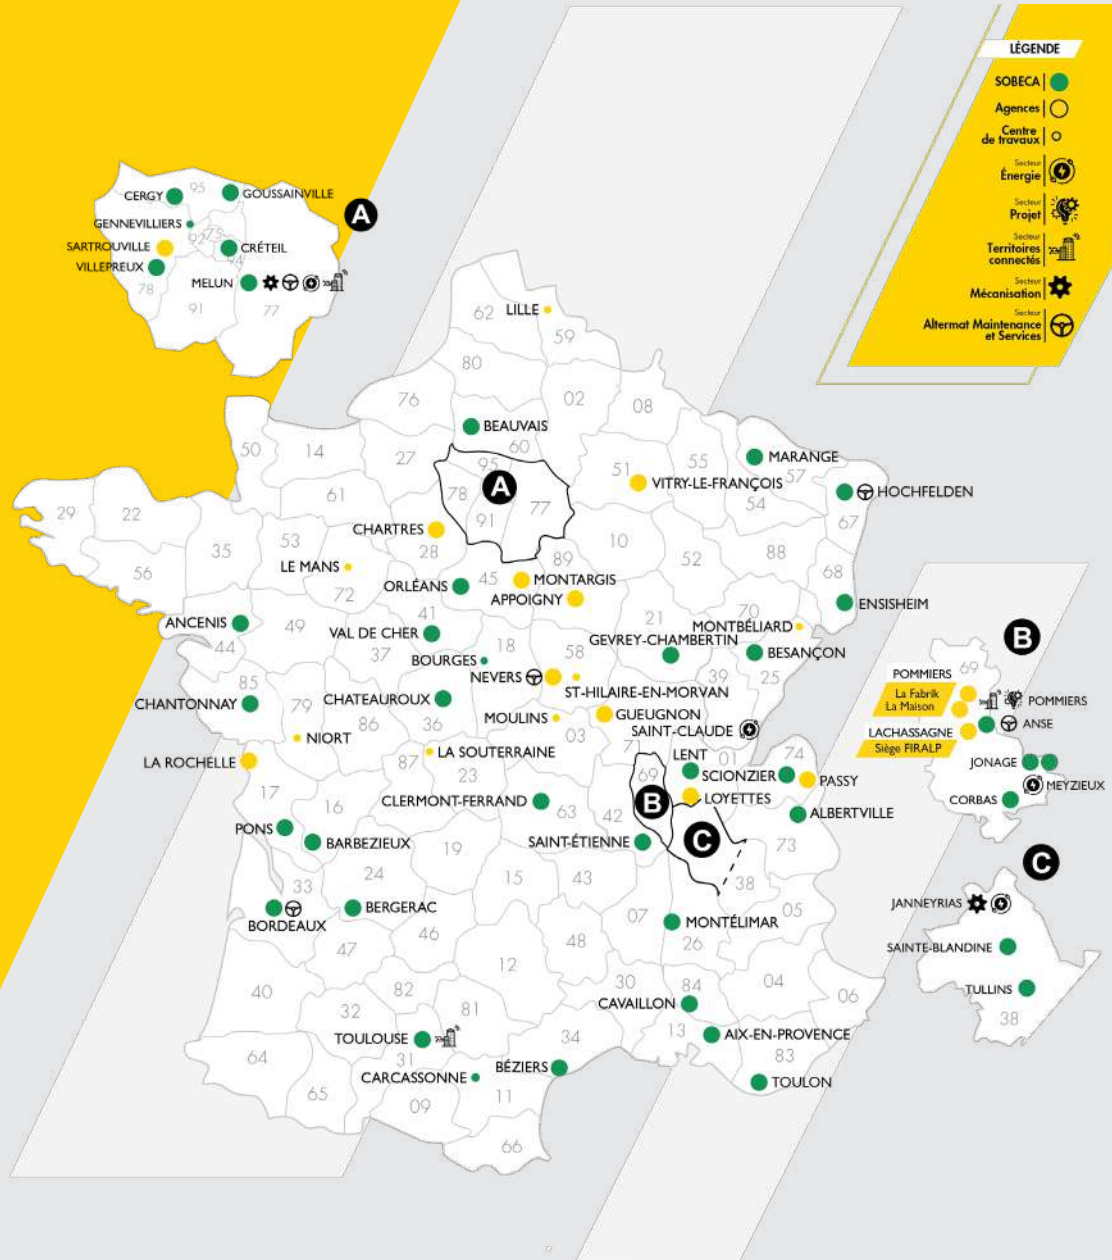 LÉGENDE
SOBECA
Agences
Centre
de travaux
Secteur
Énergie
Secteur
Projet
Secteur
Territoires
connectés
Secteur
Mécanisation
Secteur
Altermat Maintenance
et Services
A
CERGY
95
GOUSSAINVILLE
GENNEVILLIERS
92
75
SARTROUVILLE
CRÉTEIL
94
VILLEPREUX
MELUN
78
91
77
62
LILLE
59
80
76
02
08
BEAUVAIS
60
50
14
27
95
A
78
77
91
51
VITRY-LE-FRANÇOIS
55
MARANGE
57
54
HOCHFELDEN
67
61
29
22
35
53
CHARTRES
28
10
52
88
56
LE MANS
72
ORLÉANS
45
MONTARGIS
89
APPOIGNY
68
ENSISHEIM
70
ANCENIS
44
49
41
VAL DE CHER
37
21
GEVREY-CHAMBERTIN
MONTBÉLIARD
BESANÇON
18
BOURGES
58
NEVERS
ST-HILAIRE-EN-MORVAN
39
25
85
CHANTONNAY
79
CHATEAUROUX
36
86
MOULINS
03
GUEUGNON
SAINT-CLAUDE
NIORT
LA SOUTERRAINE
87
23
7
LA ROCHELLE
69
LENT
01
74
SCIONZIER
PASSY
B
LOYETTES
17
16
CLERMONT-FERRAND
63
42
ALBERTVILLE
PONS
BARBEZIEUX
SAINT-ÉTIENNE
C
73
19
24
38
33
15
43
BORDEAUX
BERGERAC
07
MONTÉLIMAR
05
26
47
46
48
12
40
82
30
84
04
06
CAVAILLON
32
81
TOULOUSE
31
34
13
AIX-EN-PROVENCE
83
64
CARCASSONNE
BÉZIERS
TOULON
65
09
11
66
B
69
POMMIERS
La Fabrik
La Maison
POMMIERS
ANSE
LACHASSAGNE
Siège FIRALP
JONAGE
MEYZIEUX
CORBAS
C
JANNEYRIAS
SAINTE-BLANDINE
TULLINS
38